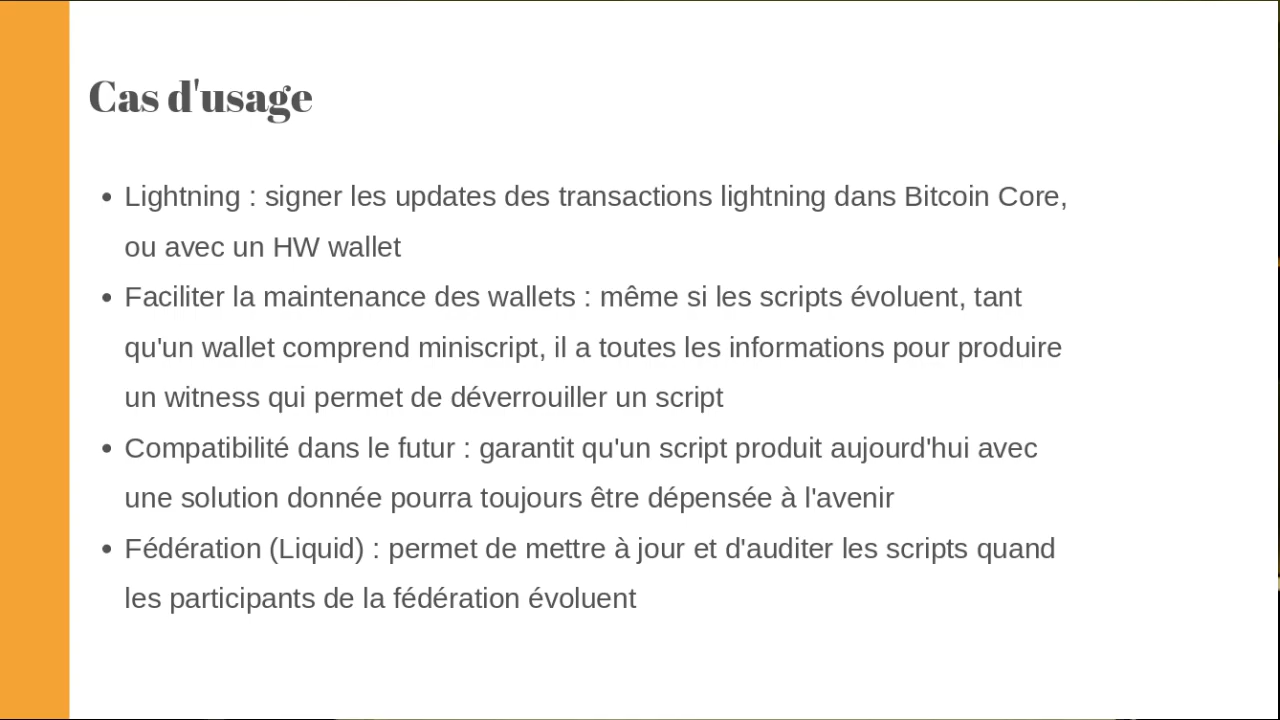 Cas d'usage
• Lightning : signer les updates des transactions lightning dans Bitcoin Core,
ou avec un HW wallet
• Faciliter la maintenance des wallets : même si les scripts évoluent, tant
qu'un wallet comprend miniscript, il a toutes les informations pour produire
un witness qui permet de déverrouiller un script
• Compatibilité dans le futur : garantit qu'un script produit aujourd'hui avec
une solution donnée pourra toujours être dépensée à l'avenir
• Fédération (Liquid) : permet de mettre à jour et d'auditer les scripts quand
les participants de la fédération évoluent